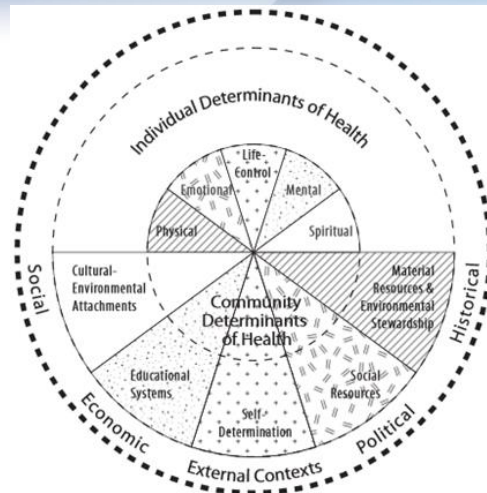 Individual Determinants of Health
Life-
Control
Emotional
Mental
Physical
Spiritual
Cultural-
Environmental
Attachments
Material
Resources &
Environmental
Stewardship
Community
Determinants
of Health
Educational
Systems
Social
Resources
Self-
Determination
Social
Historical
Economic
Political
External Contexts